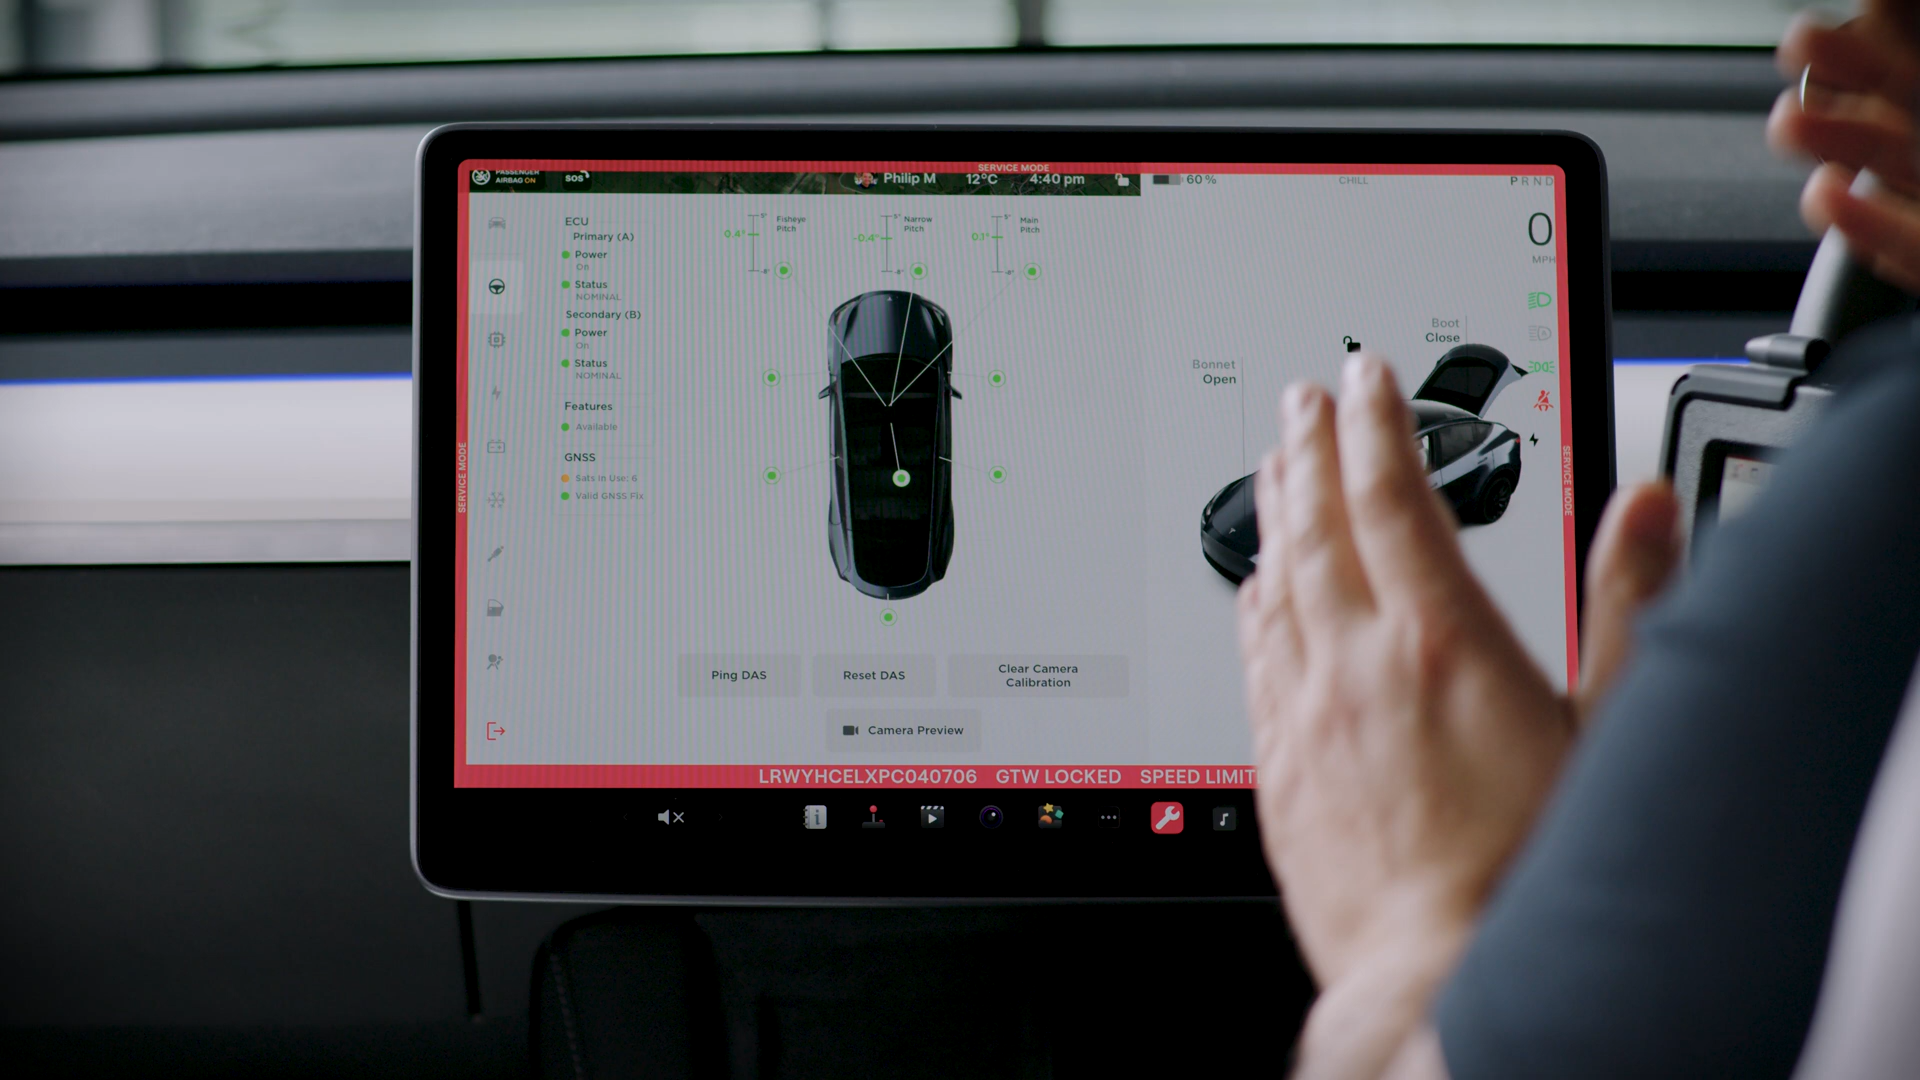 SERVICE MODE
PASSENGER
AIRBAG ON
SOS
Philip M
12°C
4:40 pm
60 %
CHILL
P R N D
ECU
Primary (A)
Power
On
Status
NOMINAL
Secondary (B)
Power
On
Status
NOMINAL
Features
Available
GNSS
Sats In Use: 6
Valid GNSS Fix
5°
0.4°
Fisheye
Pitch
5°
-0.4°
Narrow
Pitch
5°
0.1°
Main
Pitch
0
MPH
Boot
Close
Bonnet
Open
SERVICE MODE
SERVICE MODE
Ping DAS
Reset DAS
Clear Camera
Calibration
Camera Preview
LRWYHCELXPC040706 GTW LOCKED SPEED LIMIT